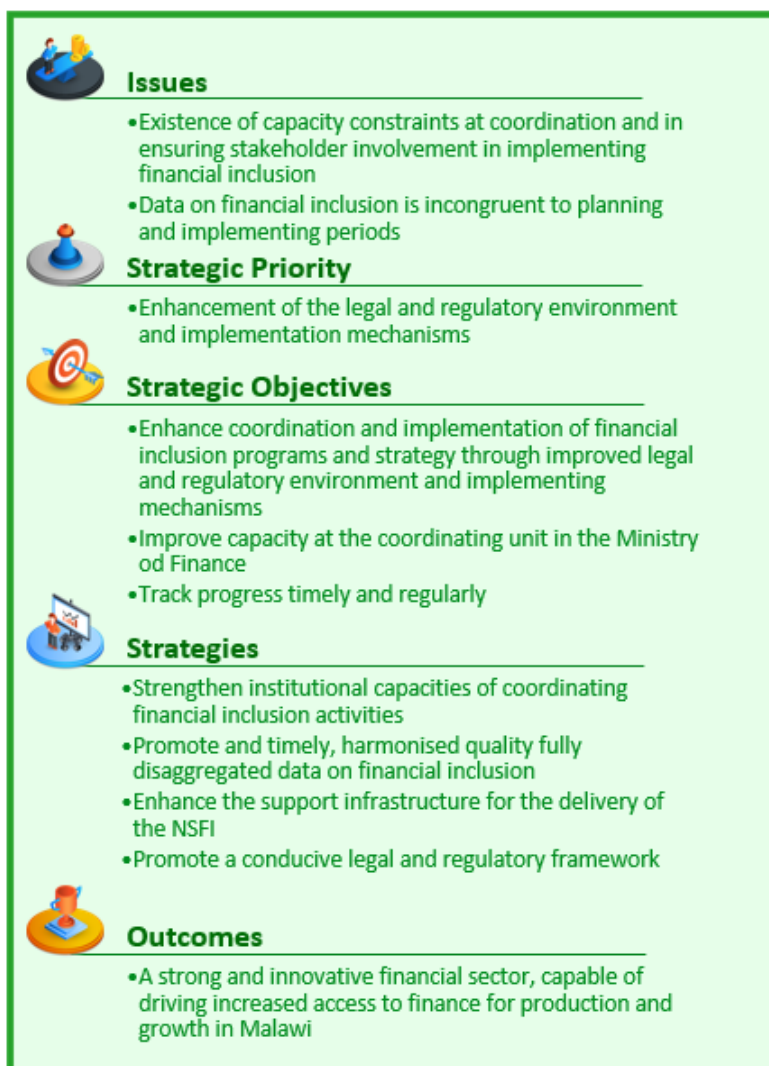 Issues
•Existence of capacity constraints at coordination and in
ensuring stakeholder involvement in implementing
financial inclusion
•Data on financial inclusion is incongruent to planning
and implementing periods
Strategic Priority
•Enhancement of the legal and regulatory environment
and implementation mechanisms
Strategic Objectives
•Enhance coordination and implementation of financial
inclusion programs and strategy through improved legal
and regulatory environment and implementing
mechanisms
•Improve capacity at the coordinating unit in the Ministry
od Finance
•Track progress timely and regularly
Strategies
•Strengthen institutional capacities of coordinating
financial inclusion activities
•Promote and timely, harmonised quality fully
disaggregated data on financial inclusion
•Enhance the support infrastructure for the delivery of
the NSFI
•Promote a conducive legal and regulatory framework
Outcomes
•A strong and innovative financial sector, capable of
driving increased access to finance for production and
growth in Malawi